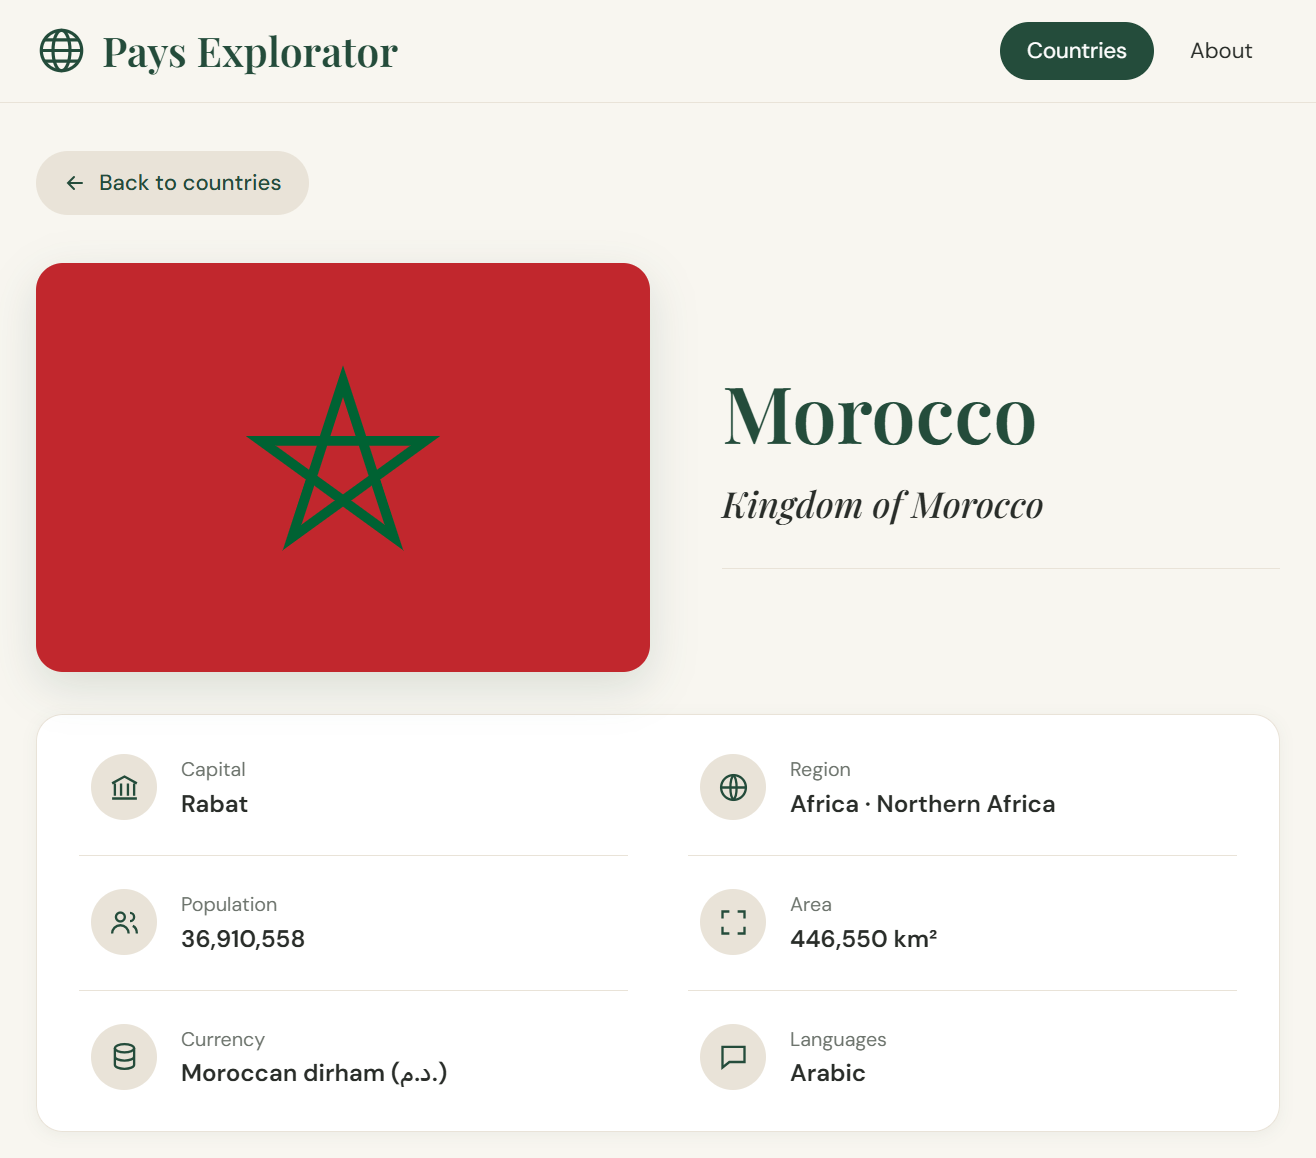 Pays Explorator
Countries
About
Back to countries
Morocco
Kingdom of Morocco
Capital
Rabat
Region
Africa · Northern Africa
Population
36,910,558
Area
446,550 km²
Currency
Moroccan dirham (د.م.)
Languages
Arabic